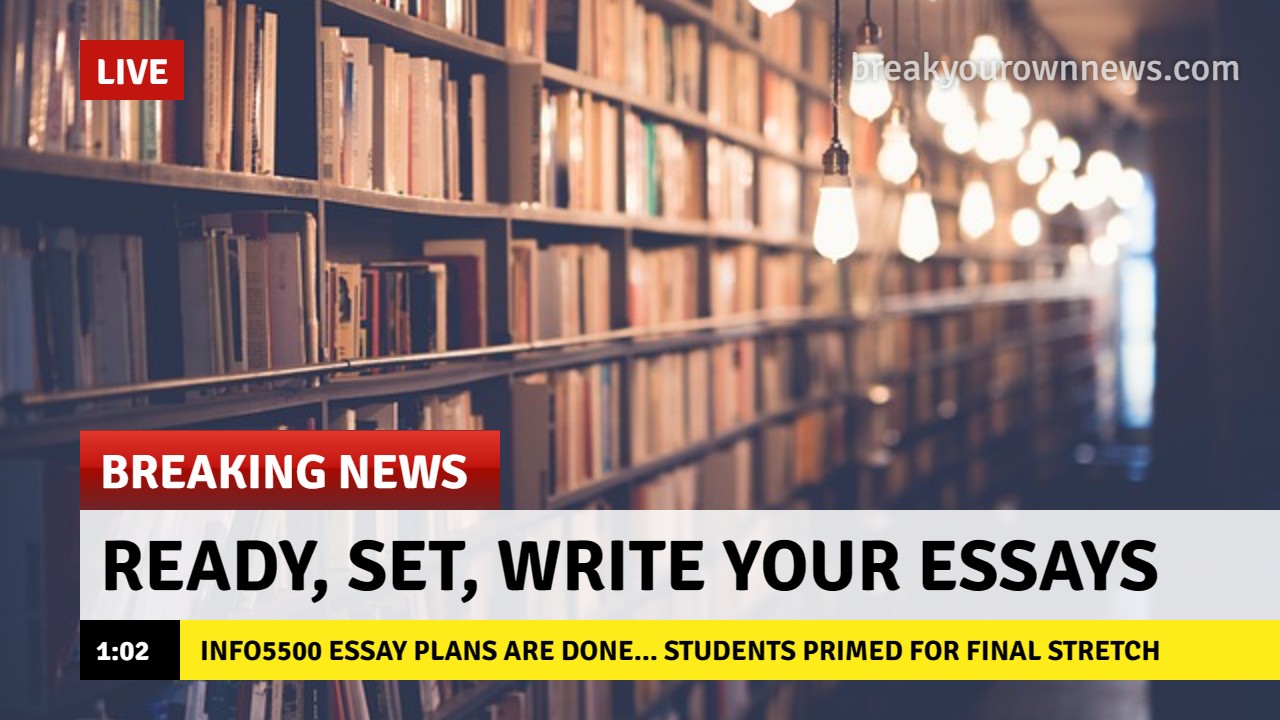 LIVE
breakyourownnews.com
BREAKING NEWS
READY, SET, WRITE YOUR ESSAYS
1:02
INFO5500 ESSAY PLANS ARE DONE... STUDENTS PRIMED FOR FINAL STRETCH